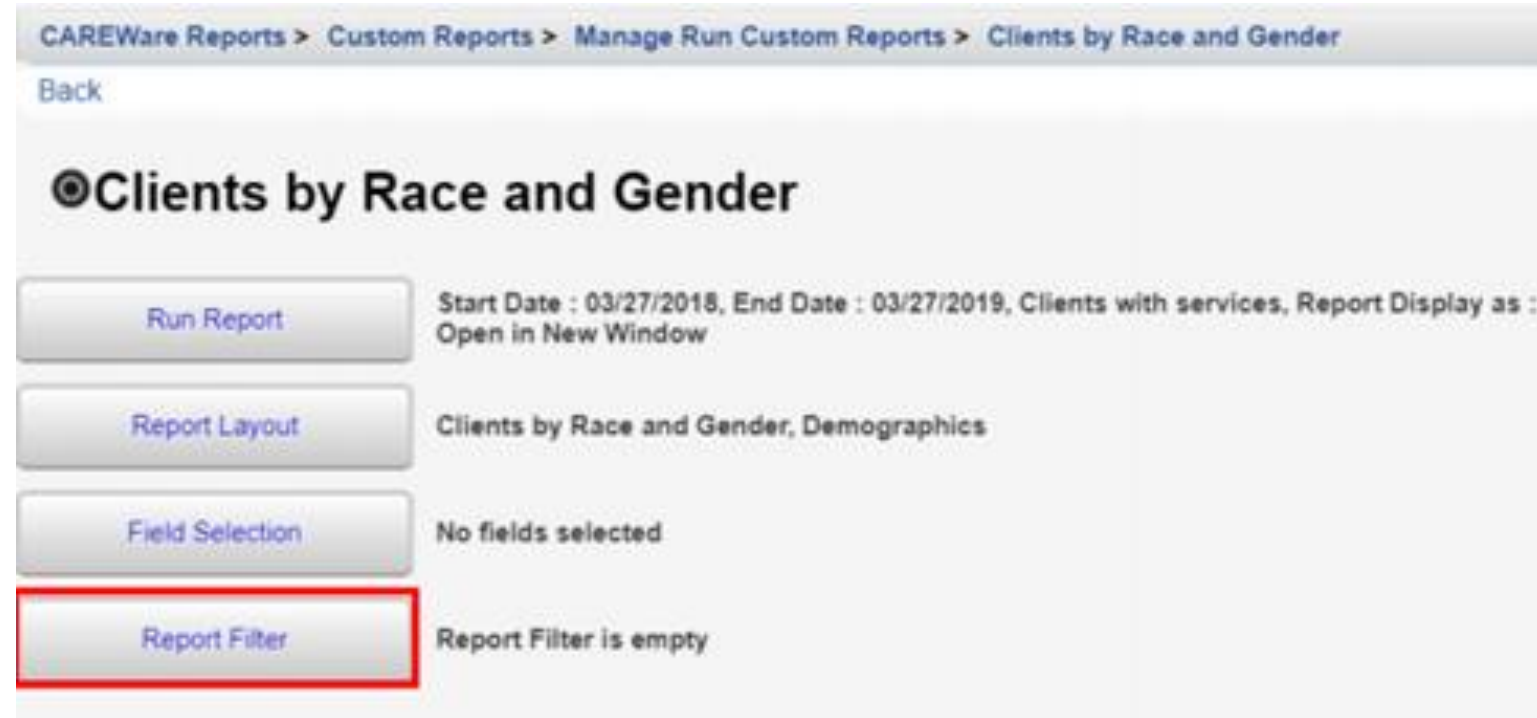 CAREWare Reports > Custom Reports > Manage Run Custom Reports > Clients by Race and Gender
Back
Clients by Race and Gender
Run Report
Start Date : 03/27/2018, End Date : 03/27/2019, Clients with services, Report Display as :
Open in New Window
Report Layout
Clients by Race and Gender, Demographics
Field Selection
No fields selected
Report Filter
Report Filter is empty